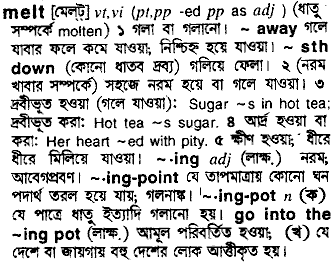 melt [মেল্‌ট্] vt,vi (pt,pp -ed pp as adj ) (ধাতু
সম্পর্কে molten) ১ গলা বা গলানো। ~ away গলে
যাবার ফলে কমে যাওয়া; নিশ্চিহ্ন হয়ে যাওয়া। ~ sth
down (কোনো ধাতব দ্রব্য) গলিয়ে ফেলা। ২ (নরম
খাবার সম্পর্কে) সহজে নরম হয়ে বা গলে যাওয়া। ৩
দ্রবীভূত হওয়া (গলে যাওয়া): Sugar ~s in hot tea;
দ্রবীভূত করা: Hot tea ~s sugar. ৪ আর্দ্র হওয়া বা
করা: Her heart ~ed with pity. ৫ ক্ষীণ হওয়া; ধীরে
ধীরে মিলিয়ে যাওয়া। ~-ing adj (লাক্ষ.) নরম;
আবেগপ্রবণ। ~-ing-point যে তাপমাত্রায় কোনো ঘন
পদার্থ তরল হয়ে যায়; গলনাঙ্ক। ~-ing-pot n (ক)
যে পাত্রে ধাতু ইত্যাদি গলানো হয়। go into the
~-ing pot (লাক্ষ.) আমূল পরিবর্তিত হওয়া; (খ) যে
দেশে বা জায়গায় বহু দেশের লোক আত্তীকৃত হয়।